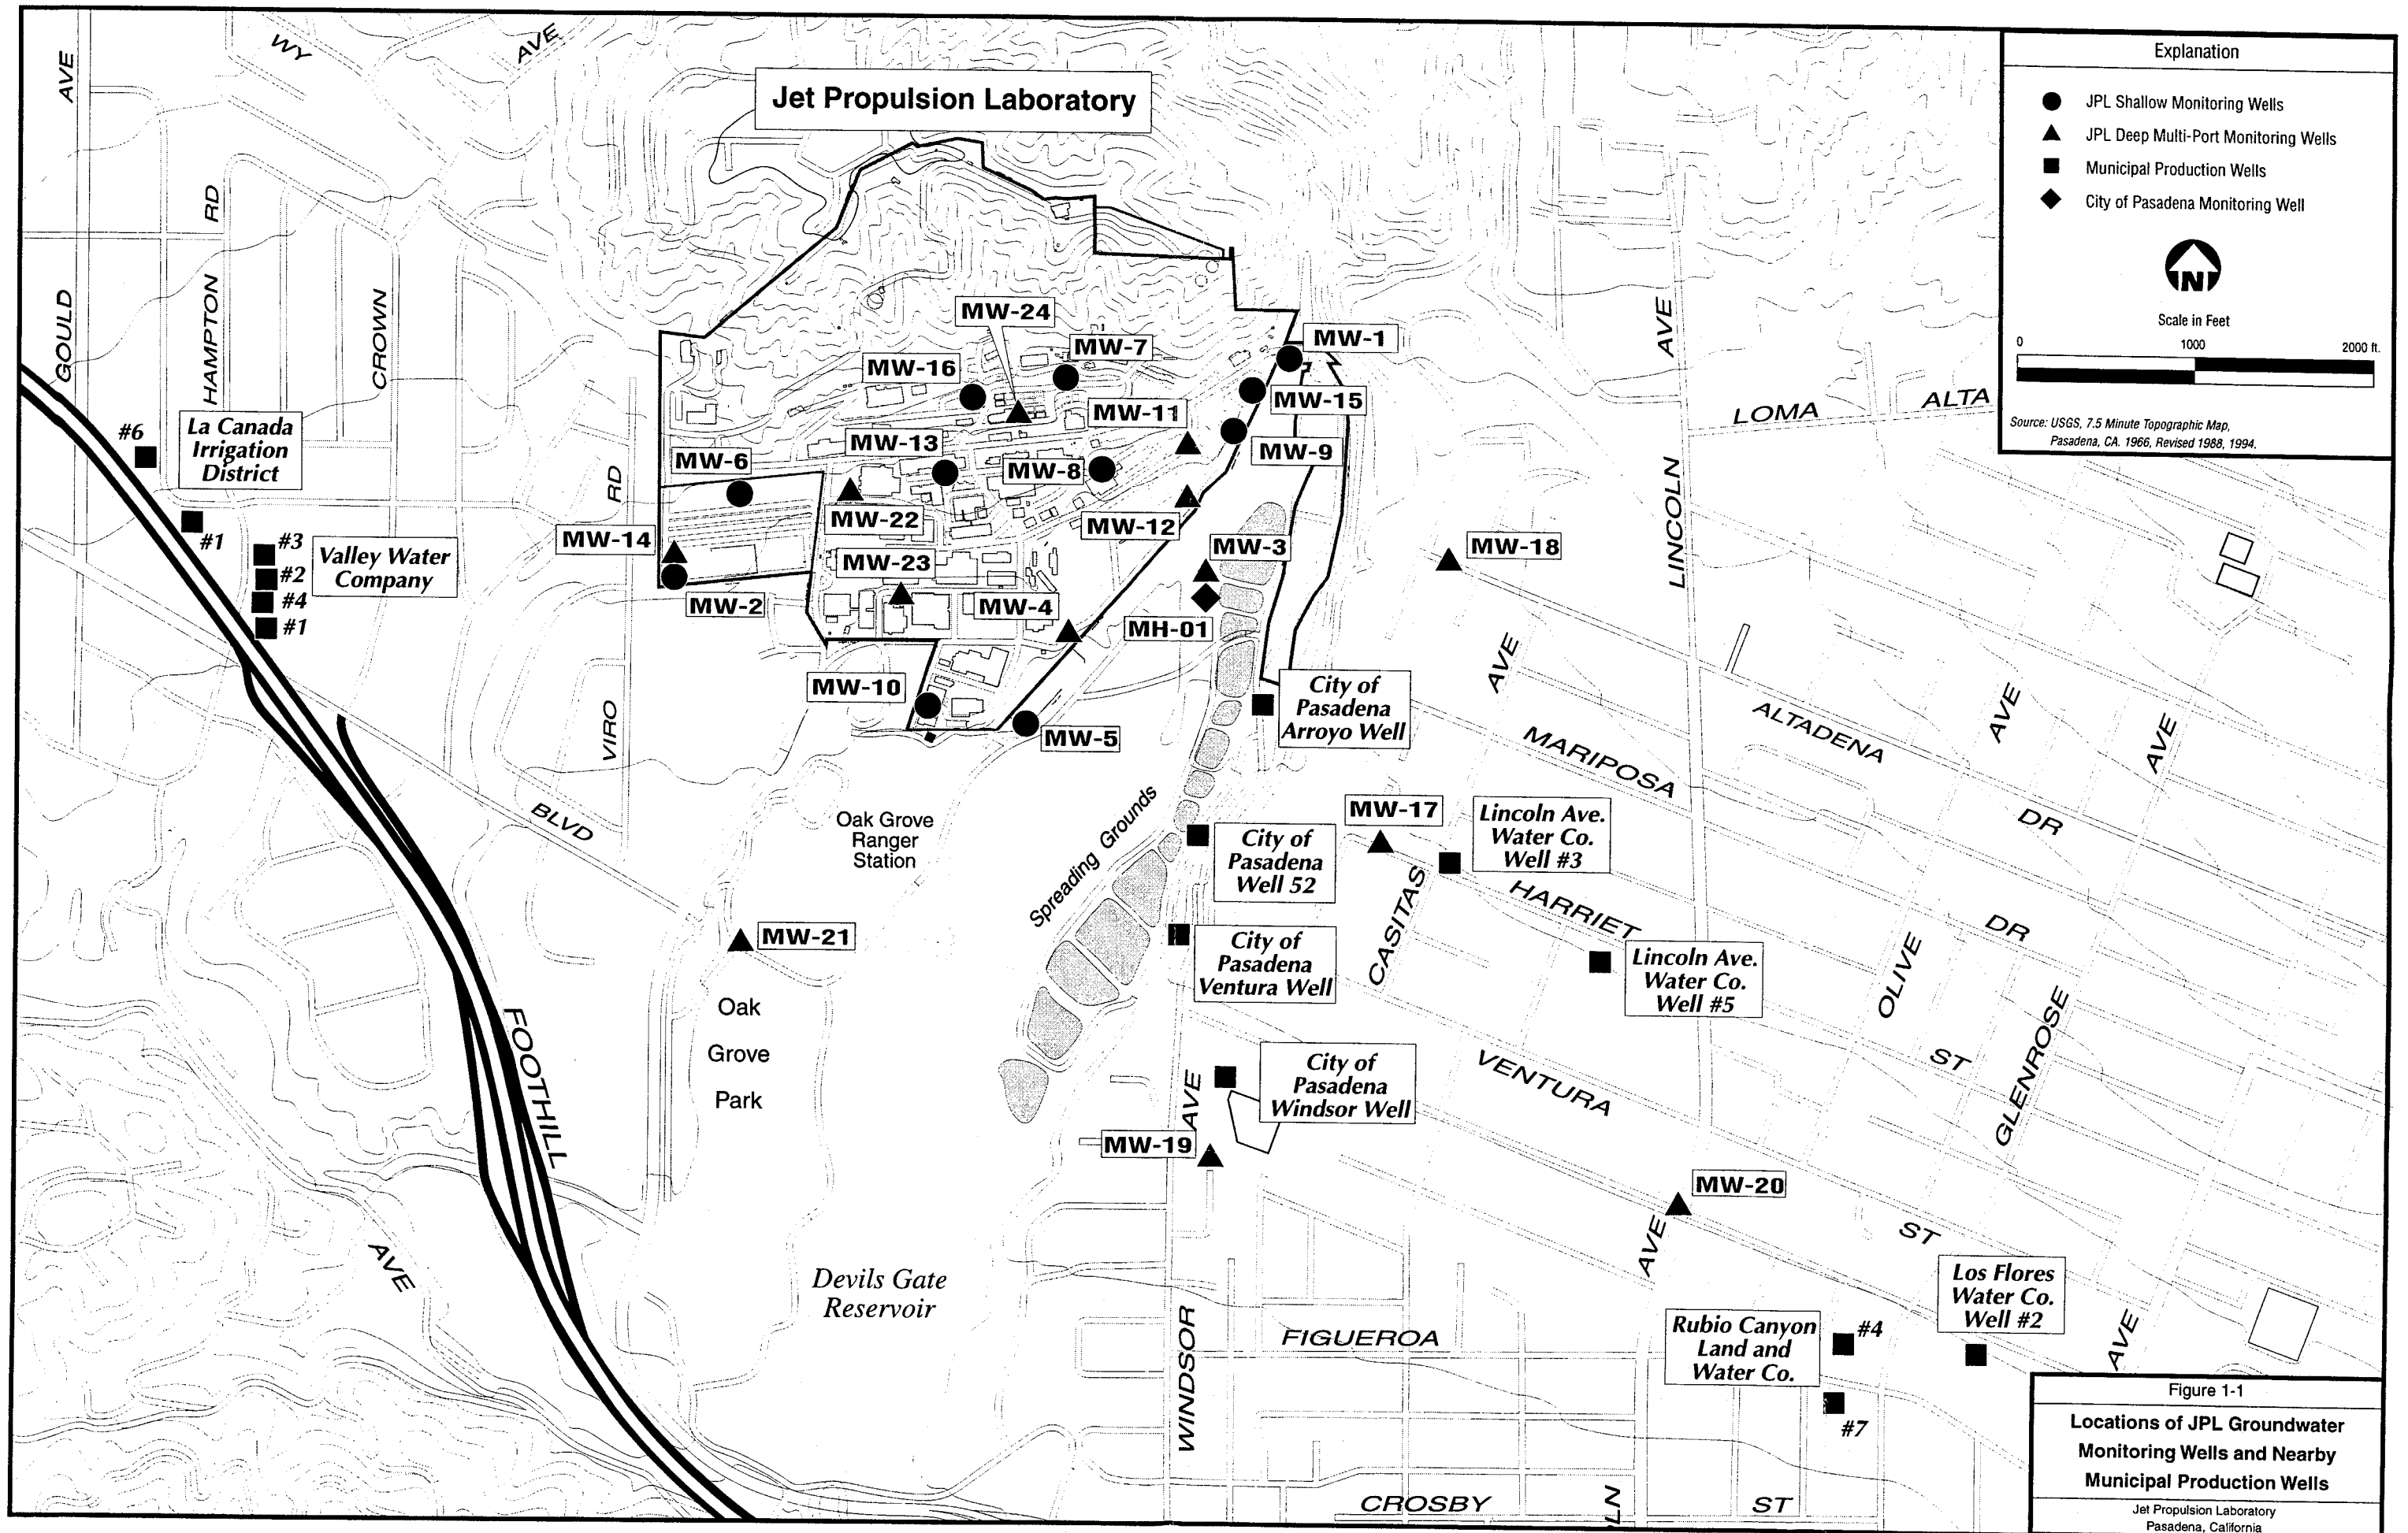 AVE
WY
AVE
Jet Propulsion Laboratory
Explanation
JPL Shallow Monitoring Wells
JPL Deep Multi-Port Monitoring Wells
Municipal Production Wells
City of Pasadena Monitoring Well
N
Scale in Feet
0 1000 2000 ft.
Source: USGS, 7.5 Minute Topographic Map,
Pasadena, CA. 1966, Revised 1988, 1994.
GOULD
HAMPTON
RD
CROWN
RD
VIRO
MW-24
MW-7
MW-1
MW-16
MW-15
MW-11
MW-13
MW-8
MW-9
MW-6
MW-22
MW-12
MW-14
MW-23
MW-3
MW-18
MW-2
MW-4
MH-01
MW-10
MW-5
AVE
LINCOLN
LOMA
ALTA
#6
La Canada
Irrigation
District
#1
#3
#2
#4
#1
Valley Water
Company
City of
Pasadena
Arroyo Well
AVE
MARIPOSA
ALTADENA
AVE
AVE
DR
BLVD
Oak Grove
Ranger
Station
Spreading Grounds
City of
Pasadena
Well 52
MW-17
Lincoln Ave.
Water Co.
Well #3
CASITAS
HARRIET
DR
MW-21
City of
Pasadena
Ventura Well
Lincoln Ave.
Water Co.
Well #5
OLIVE
Oak
Grove
Park
FOOTHILL
City of
Pasadena
Windsor Well
AVE
VENTURA
ST
GLENROSE
MW-19
MW-20
AVE
Devils Gate
Reservoir
AVE
ST
Los Flores
Water Co.
Well #2
WINDSOR
FIGUEROA
Rubio Canyon
Land and
Water Co.
#4
#7
AVE
CROSBY
OLN
ST
Figure 1-1
Locations of JPL Groundwater
Monitoring Wells and Nearby
Municipal Production Wells
Jet Propulsion Laboratory
Pasadena, California